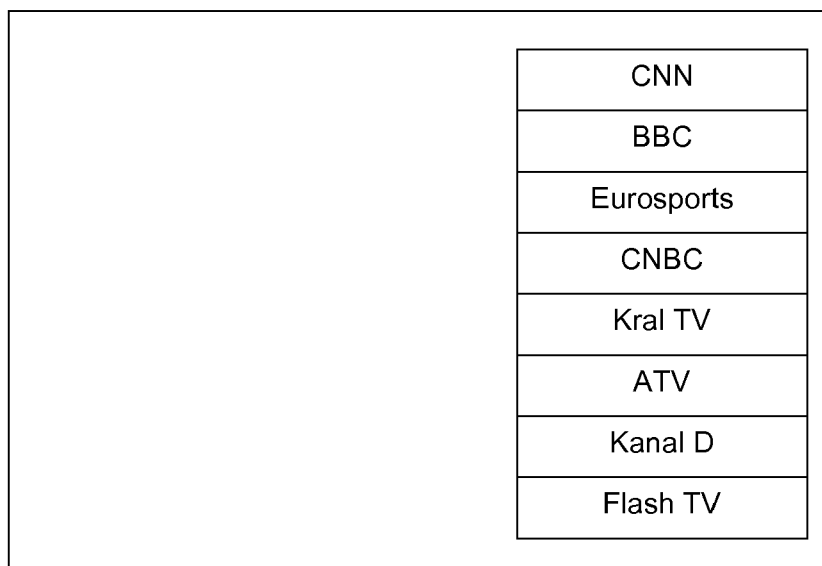 CNN
BBC
Eurosports
CNBC
Kral TV
ATV
Kanal D
Flash TV